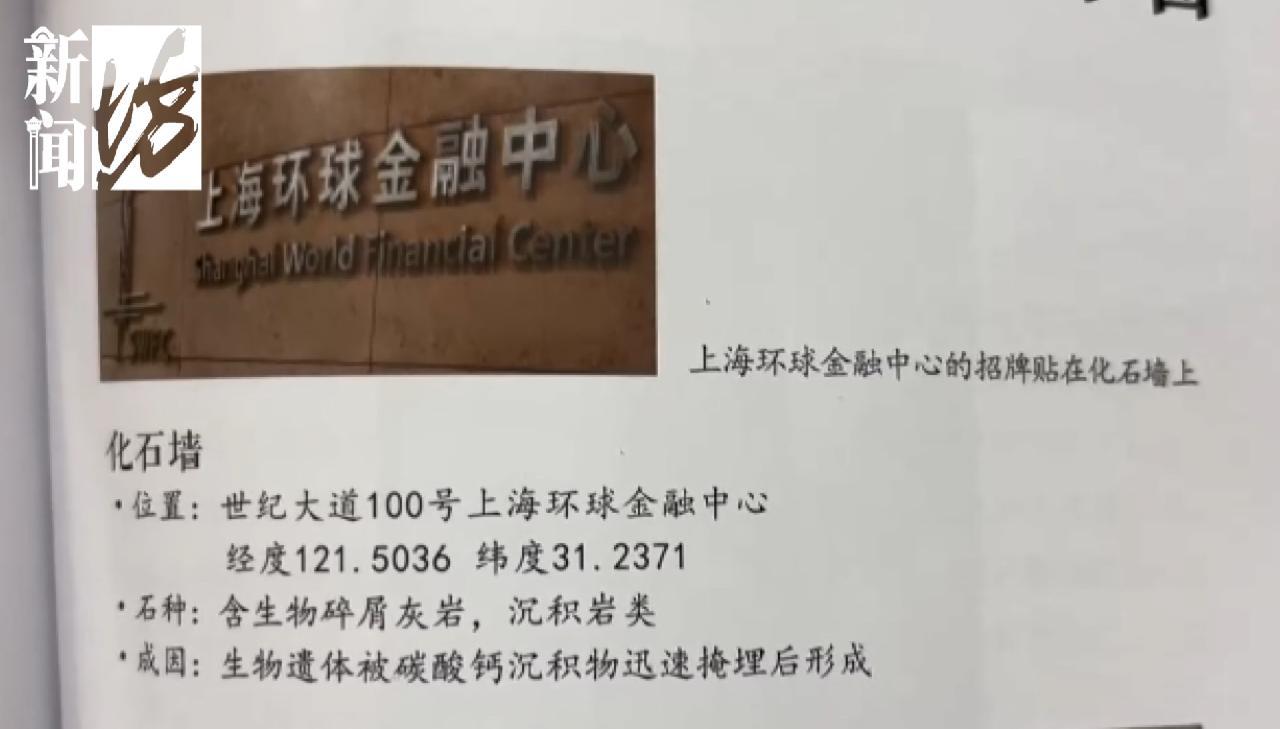 新闻坊
上海环球金融中心
Shanghai World Financial Center
SWFC
上海环球金融中心的招牌贴在化石墙上
化石墙
·位置：世纪大道100号上海环球金融中心
经度121.5036 纬度31.2371
·石种：含生物碎屑灰岩，沉积岩类
·成因：生物遗体被碳酸钙沉积物迅速掩埋后形成